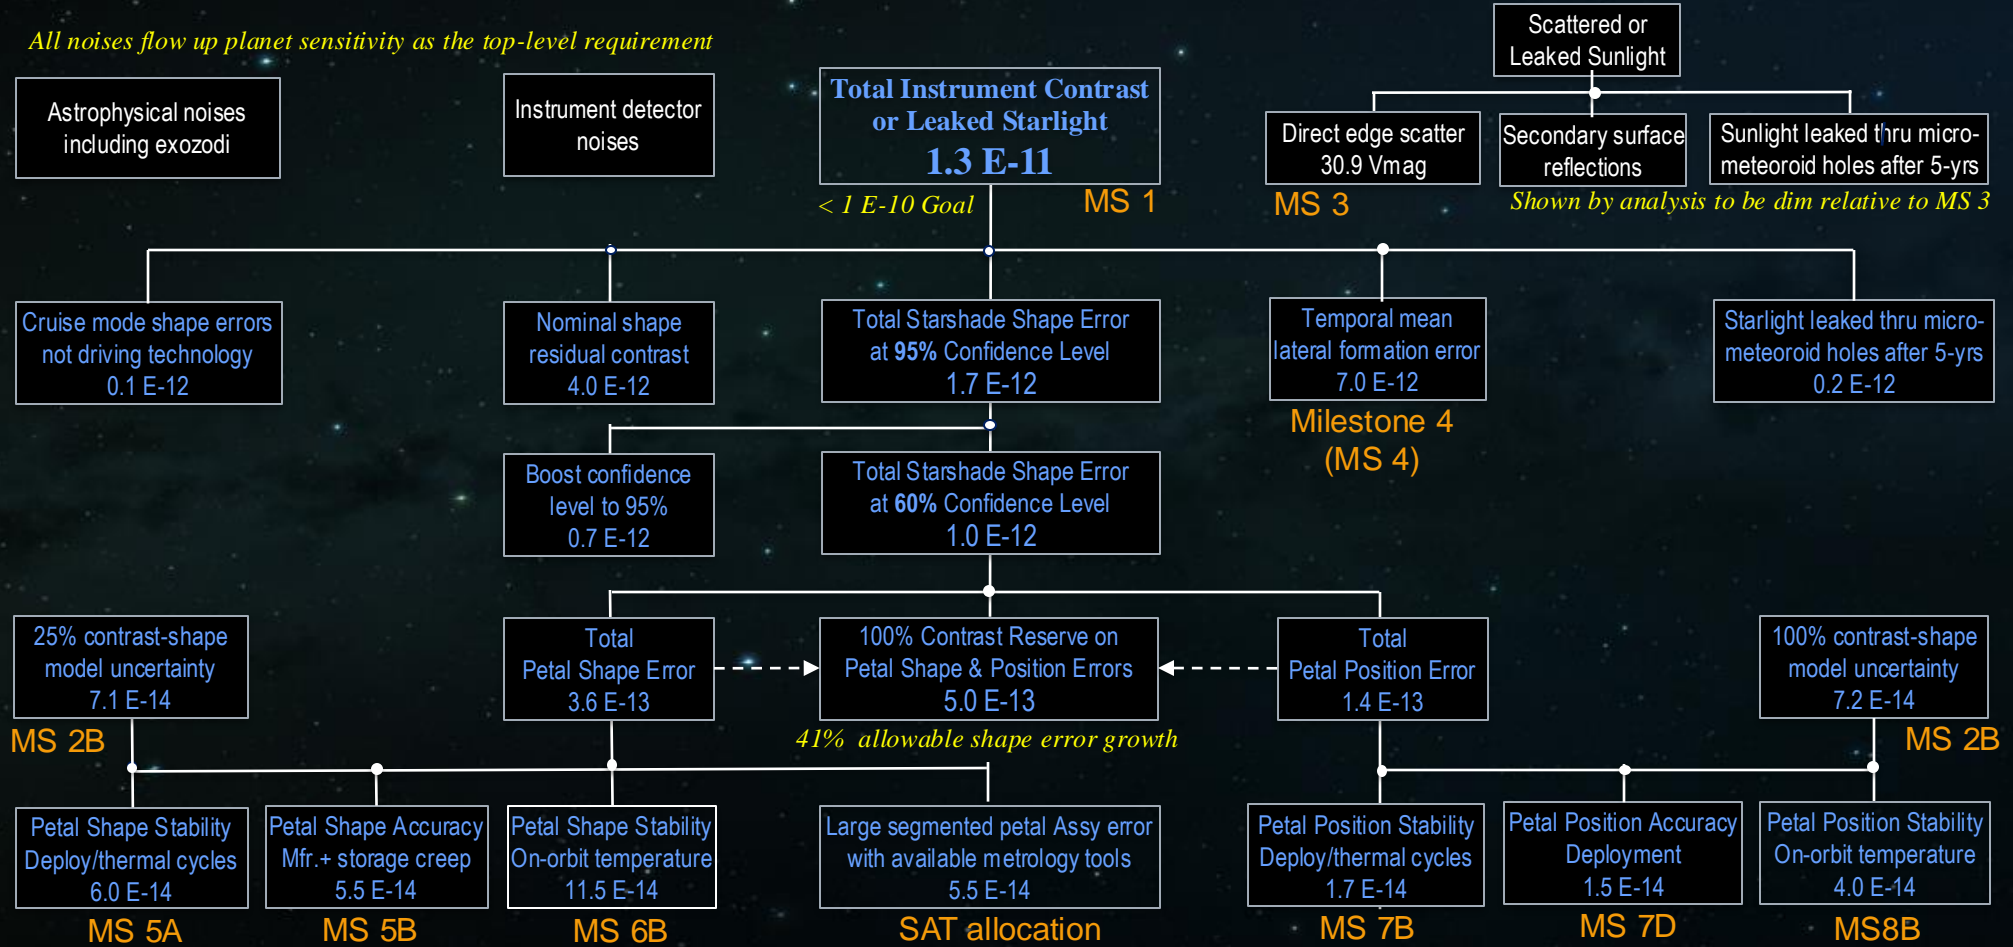 All noises flow up planet sensitivity as the top-level requirement
Astrophysical noises
including exozodi
Instrument detector
noises
Total Instrument Contrast
or Leaked Starlight
1.3 E-11
< 1 E-10 Goal
MS 1
Scattered or
Leaked Sunlight
Direct edge scatter
30.9 Vmag
MS 3
Secondary surface
reflections
Sunlight leaked thru micro-
meteoroid holes after 5-yrs
Shown by analysis to be dim relative to MS 3
Cruise mode shape errors
not driving technology
0.1 E-12
Nominal shape
residual contrast
4.0 E-12
Total Starshade Shape Error
at 95% Confidence Level
1.7 E-12
Temporal mean
lateral formation error
7.0 E-12
Milestone 4
(MS 4)
Starlight leaked thru micro-
meteoroid holes after 5-yrs
0.2 E-12
Boost confidence
level to 95%
0.7 E-12
Total Starshade Shape Error
at 60% Confidence Level
1.0 E-12
25% contrast-shape
model uncertainty
7.1 E-14
MS 2B
Total
Petal Shape Error
3.6 E-13
100% Contrast Reserve on
Petal Shape & Position Errors
5.0 E-13
41% allowable shape error growth
Total
Petal Position Error
1.4 E-13
100% contrast-shape
model uncertainty
7.2 E-14
MS 2B
Petal Shape Stability
Deploy/thermal cycles
6.0 E-14
MS 5A
Petal Shape Accuracy
Mfr.+ storage creep
5.5 E-14
MS 5B
Petal Shape Stability
On-orbit temperature
11.5 E-14
MS 6B
Large segmented petal Assy error
with available metrology tools
5.5 E-14
SAT allocation
Petal Position Stability
Deploy/thermal cycles
1.7 E-14
MS 7B
Petal Position Accuracy
Deployment
1.5 E-14
MS 7D
Petal Position Stability
On-orbit temperature
4.0 E-14
MS8B